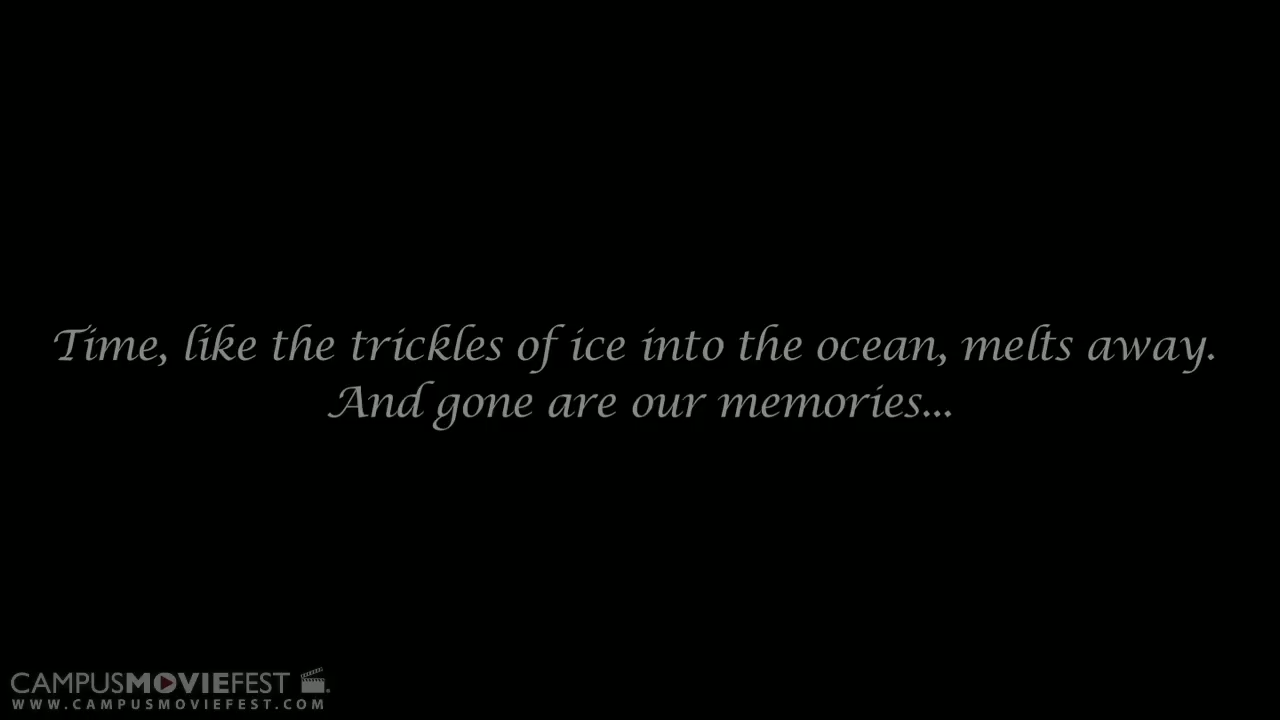 Time, like the trickles of ice into the ocean, melts away.
And gone are our memories...
CAMPUSMOVIEFEST
WWW.CAMPUSMOVIEFEST.COM